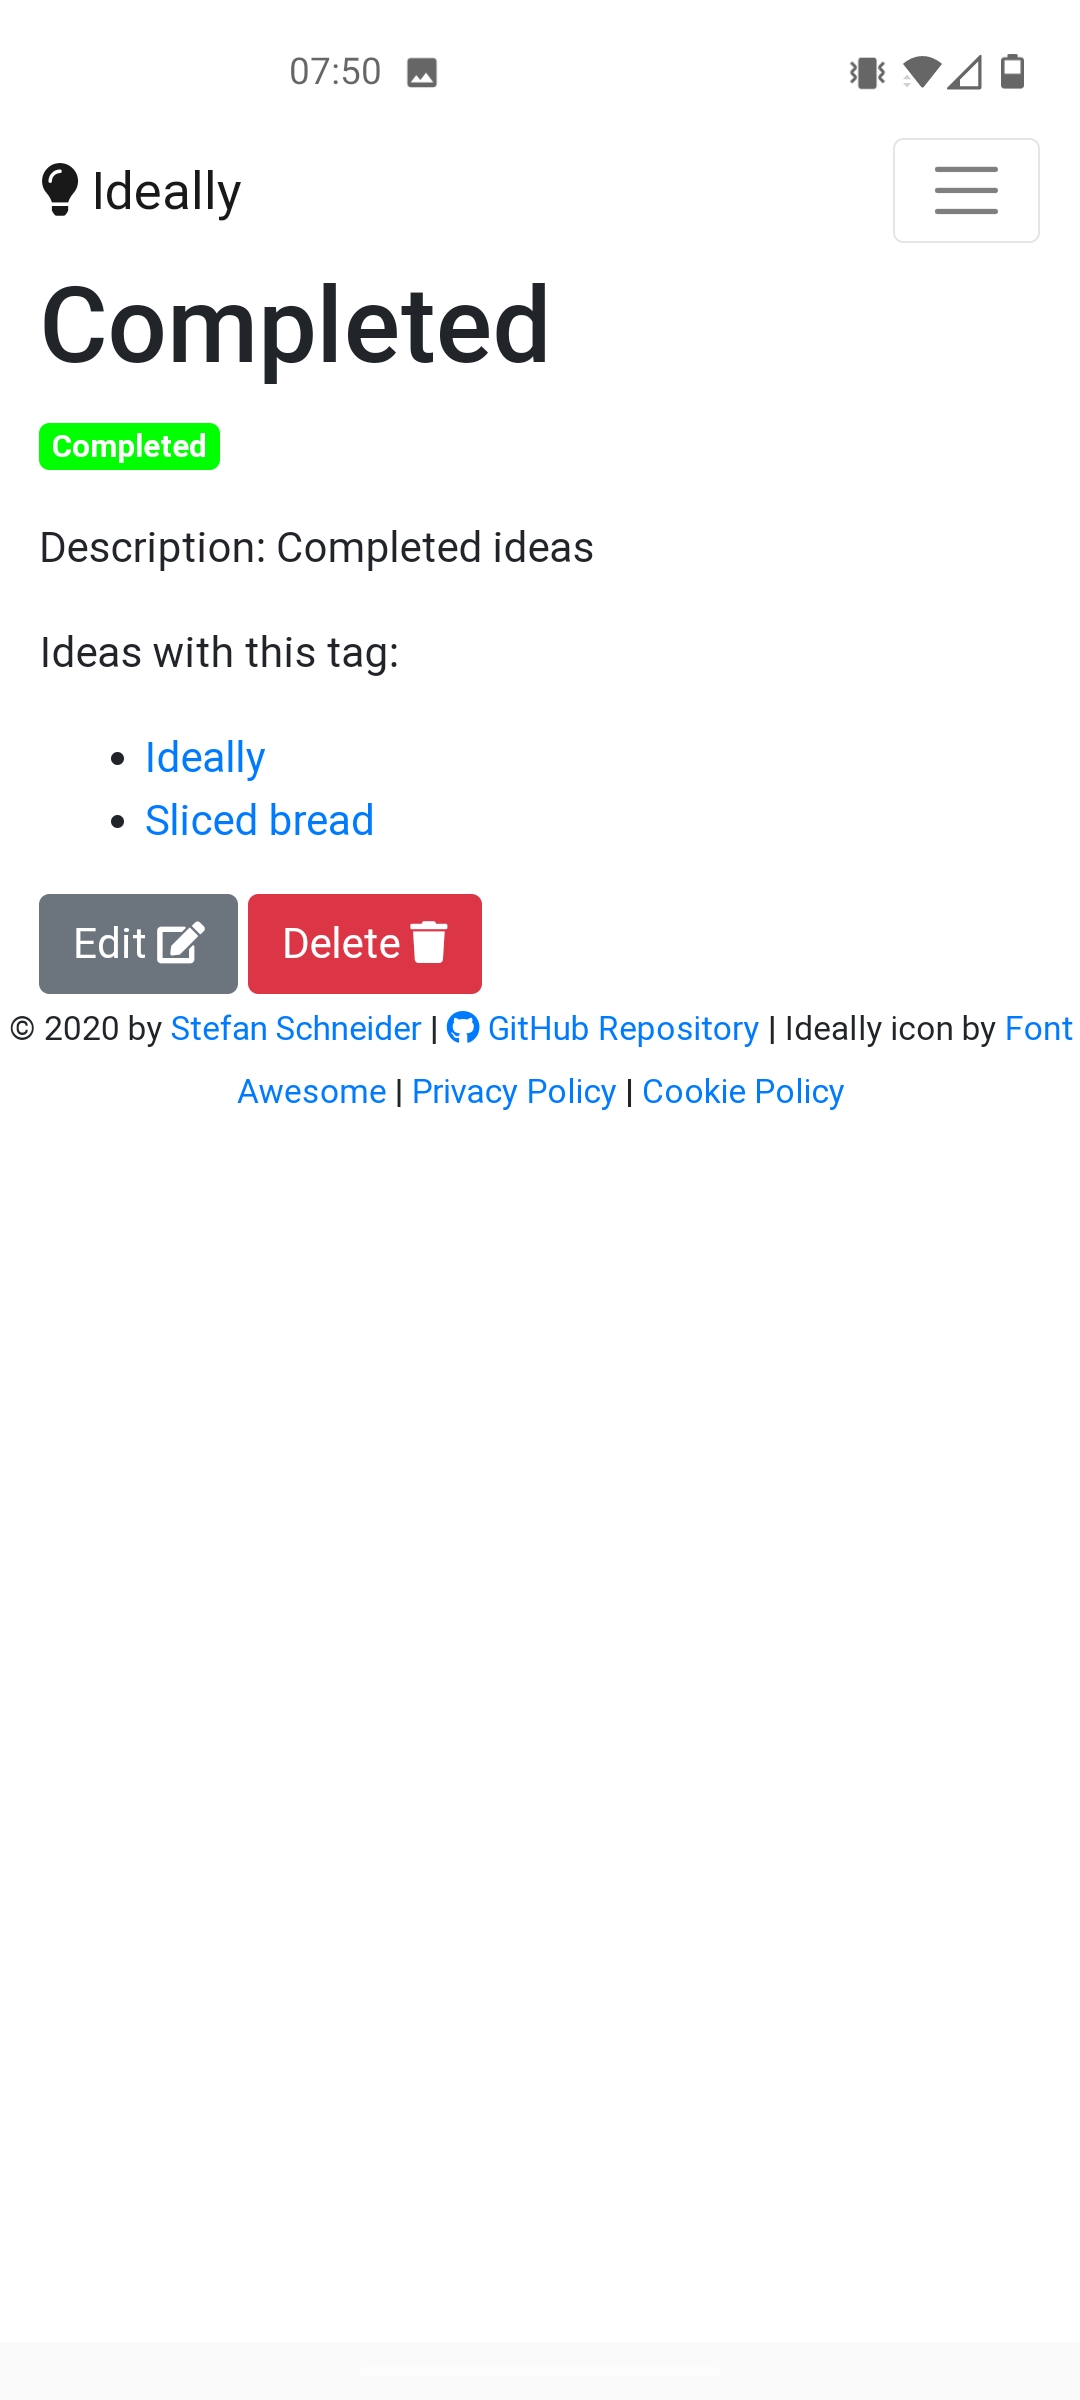 07:50
Ideally
Completed
Completed
Description: Completed ideas
Ideas with this tag:
Ideally
Sliced bread
Edit Delete
© 2020 by Stefan Schneider | GitHub Repository | Ideally icon by Font
Awesome | Privacy Policy | Cookie Policy